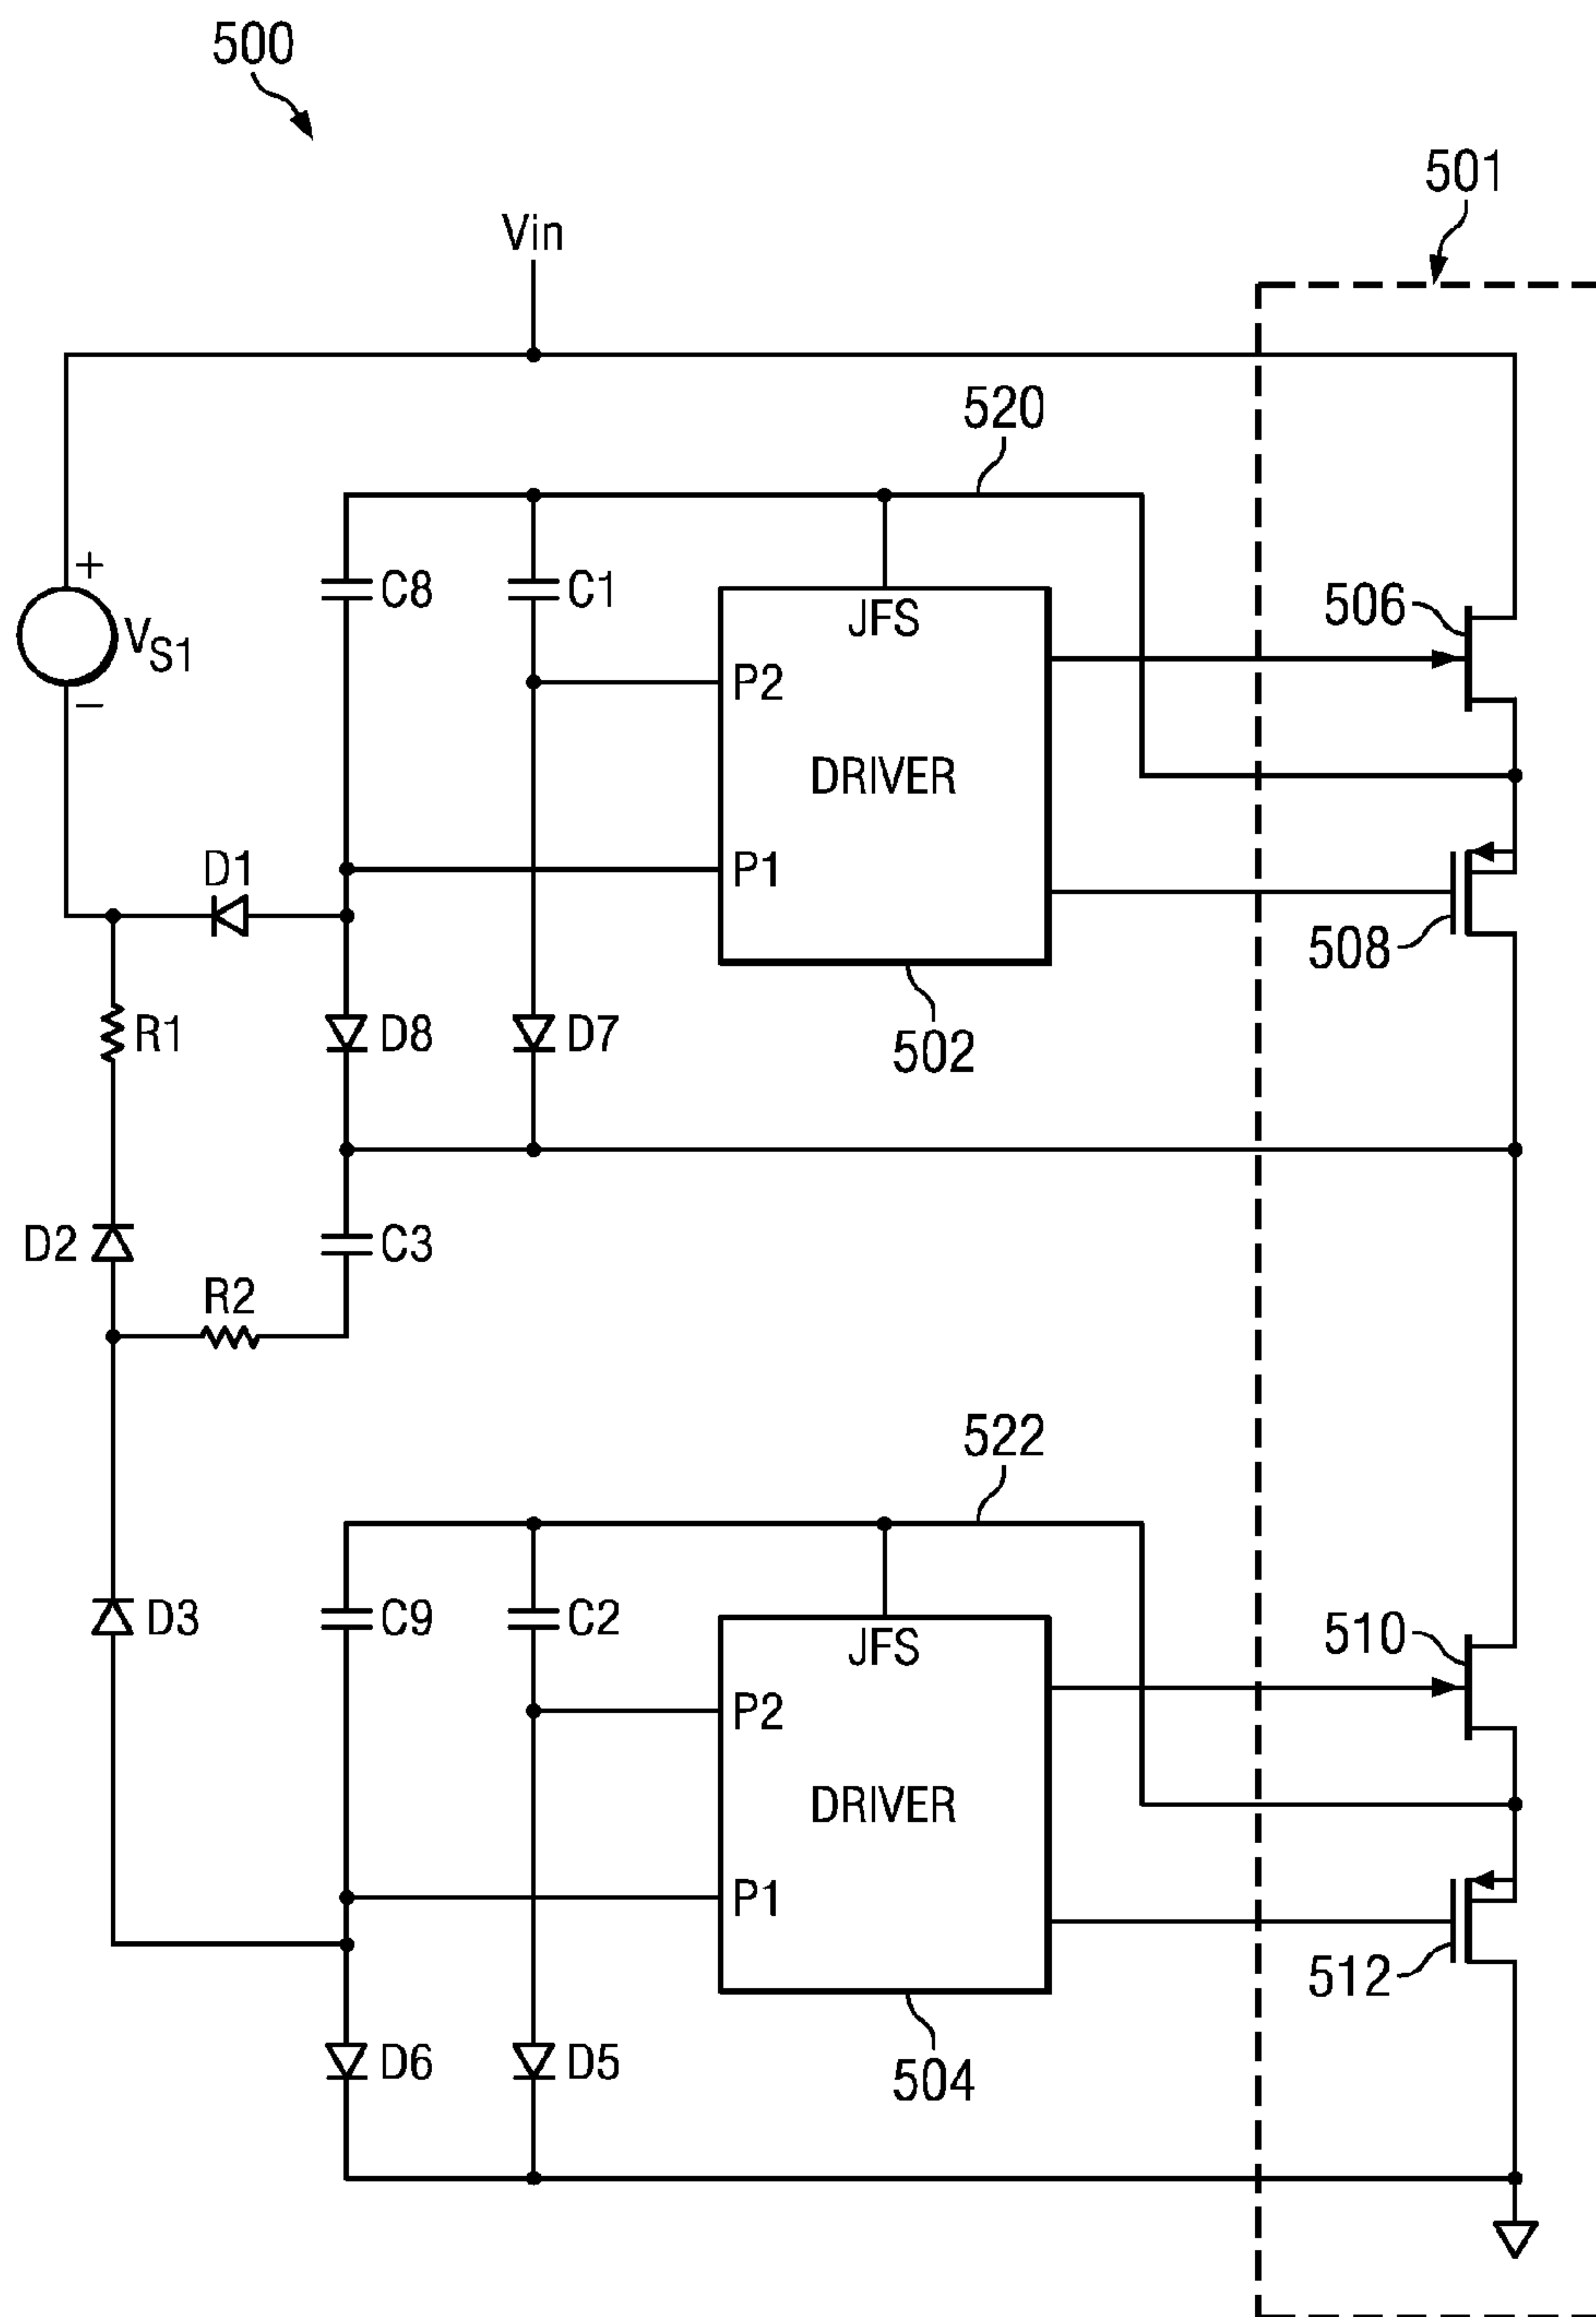 500
501
Vin
520
+
C8
C1
JFS
506
VS1
P2
−
DRIVER
D1
P1
508
R1
D8
D7
502
D2
C3
R2
522
D3
C9
C2
JFS
510
P2
DRIVER
P1
512
D6
D5
504